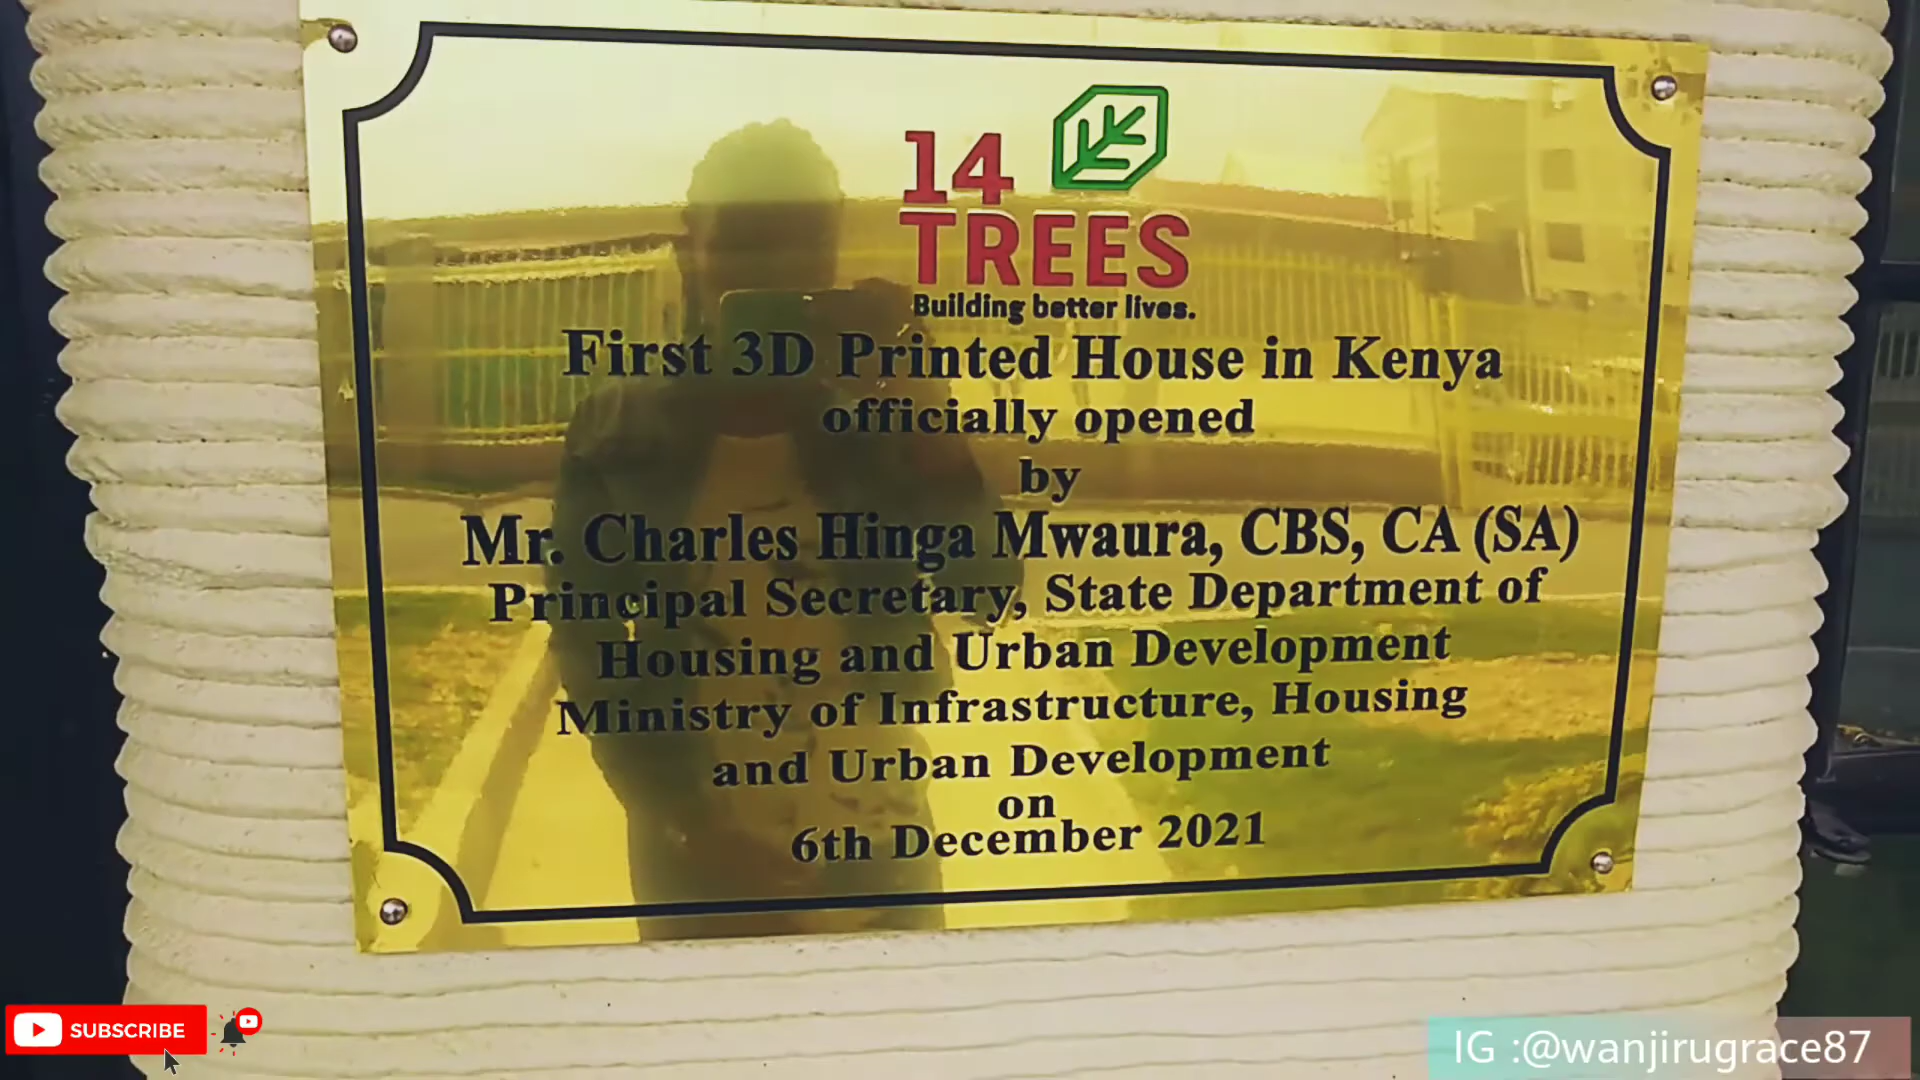 14
TREES
Building better lives.
First 3D Printed House in Kenya
officially opened
by
Mr. Charles Hinga Mwaura, CBS, CA (SA)
Principal Secretary, State Department of
Housing and Urban Development
Ministry of Infrastructure, Housing
and Urban Development
on
6th December 2021
SUBSCRIBE
IG :@wanjirugrace87